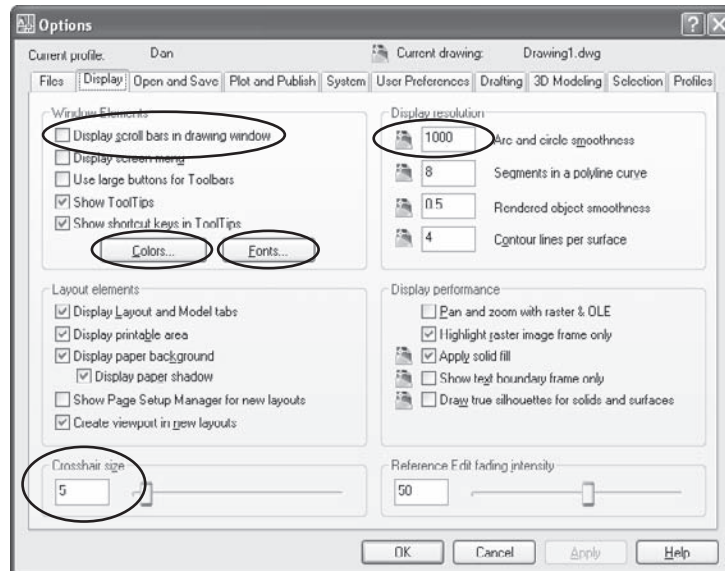 Options
Current profile: Dan
Current drawing: Drawing1.dwg
Files Display Open and Save Plot and Publish System User Preferences Drafting 3D Modeling Selection Profiles
Window Elements
Display scroll bars in drawing window
Display screen menu
Use large buttons for Toolbars
Show ToolTips
Show shortcut keys in ToolTips
Colors... Fonts...
Display resolution
1000 Arc and circle smoothness
8 Segments in a polyline curve
0.5 Rendered object smoothness
4 Contour lines per surface
Layout elements
Display Layout and Model tabs
Display printable area
Display paper background
Display paper shadow
Show Page Setup Manager for new layouts
Create viewport in new layouts
Display performance
Pan and zoom with raster & OLE
Highlight raster image frame only
Apply solid fill
Show text boundary frame only
Draw true silhouettes for solids and surfaces
Crosshair size
5
Reference Edit fading intensity
50
OK Cancel Apply Help